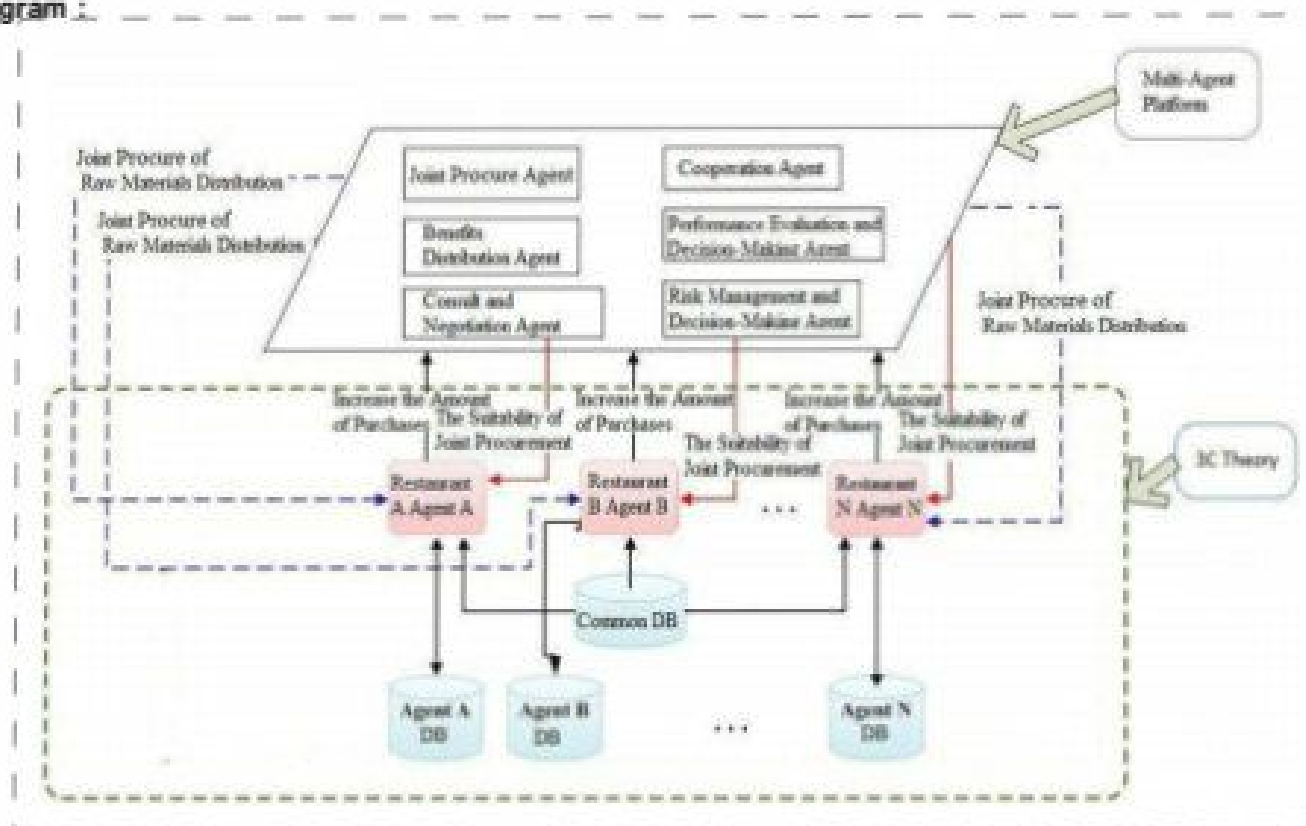 gram :
Multi-Agent
Platform
Joint Procure of
Raw Materials Distribution
Joint Procure of
Raw Materials Distribution
Joint Procure Agent
Cooperation Agent
Benefits
Distribution Agent
Performance Evaluation and
Decision-Making Agent
Consult and
Negotiation Agent
Risk Management and
Decision-Making Agent
Joint Procure of
Raw Materials Distribution
Increase the Amount
of Purchases
The Suitability of
Joint Procurement
Increase the Amount
of Purchases
The Suitability of
Joint Procurement
Increase the Amount
of Purchases
The Suitability of
Joint Procurement
Theory
Restaurant
A Agent A
Restaurant
B Agent B
...
Restaurant
N Agent N
Common DB
Agent A
DB
Agent B
DB
...
Agent N
DB